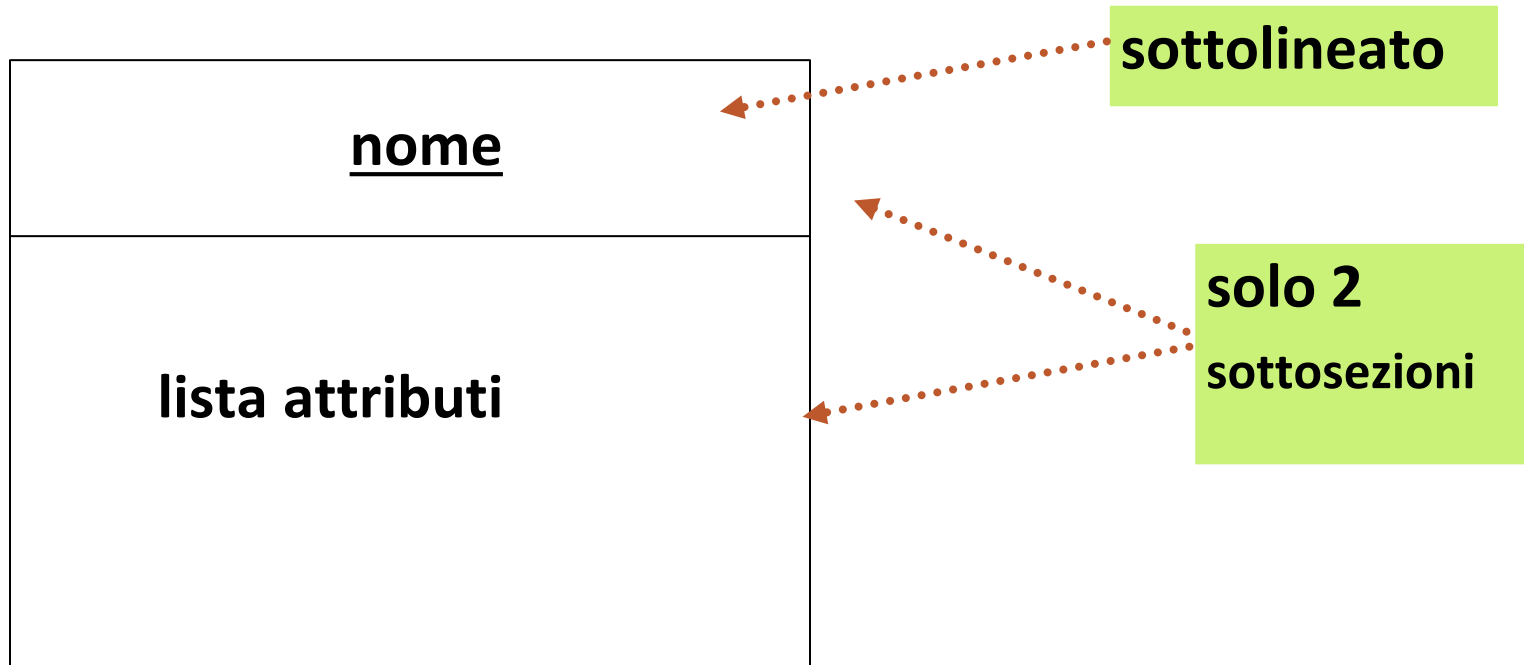 sottolineato
nome
solo 2
sottosezioni
lista attributi